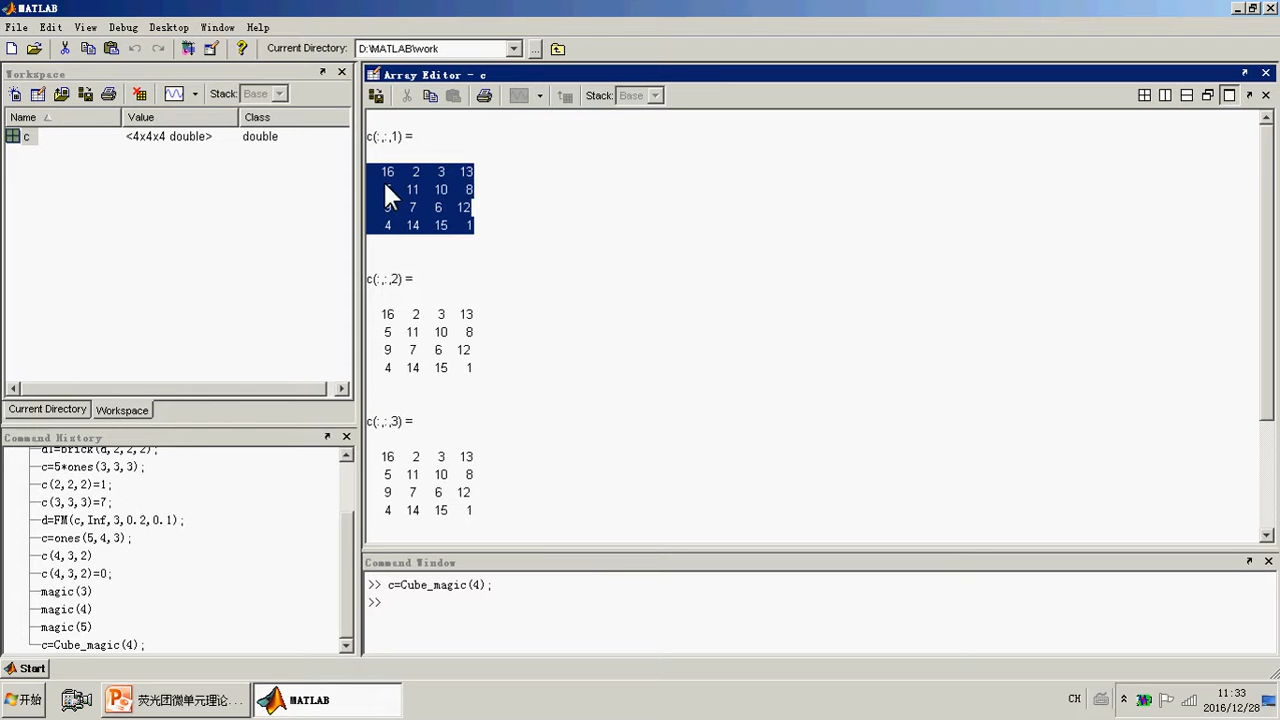 MATLAB
File Edit View Debug Desktop Window Help
Current Directory: D:\MATLAB\work ...
Workspace
Stack: Base
Name Value Class
c <4x4x4 double> double
Current Directory Workspace
Command History
d1=brick(d,2,2,2);
c=5*ones(3,3,3);
c(2,2,2)=1;
c(3,3,3)=7;
d=FM(c,Inf,3,0.2,0.1);
c=ones(5,4,3);
c(4,3,2)
c(4,3,2)=0;
magic(3)
magic(4)
magic(5)
c=Cube_magic(4);
Array Editor - c
Stack: Base
c(:,:,1) =
16 2 3 13
11 10 8
7 6 12
4 14 15 1
c(:,:,2) =
16 2 3 13
5 11 10 8
9 7 6 12
4 14 15 1
c(:,:,3) =
16 2 3 13
5 11 10 8
9 7 6 12
4 14 15 1
Command Window
>> c=Cube_magic(4);
>>
Start
开始
荧光团微单元理论...
MATLAB
CH
11:33
2016/12/28